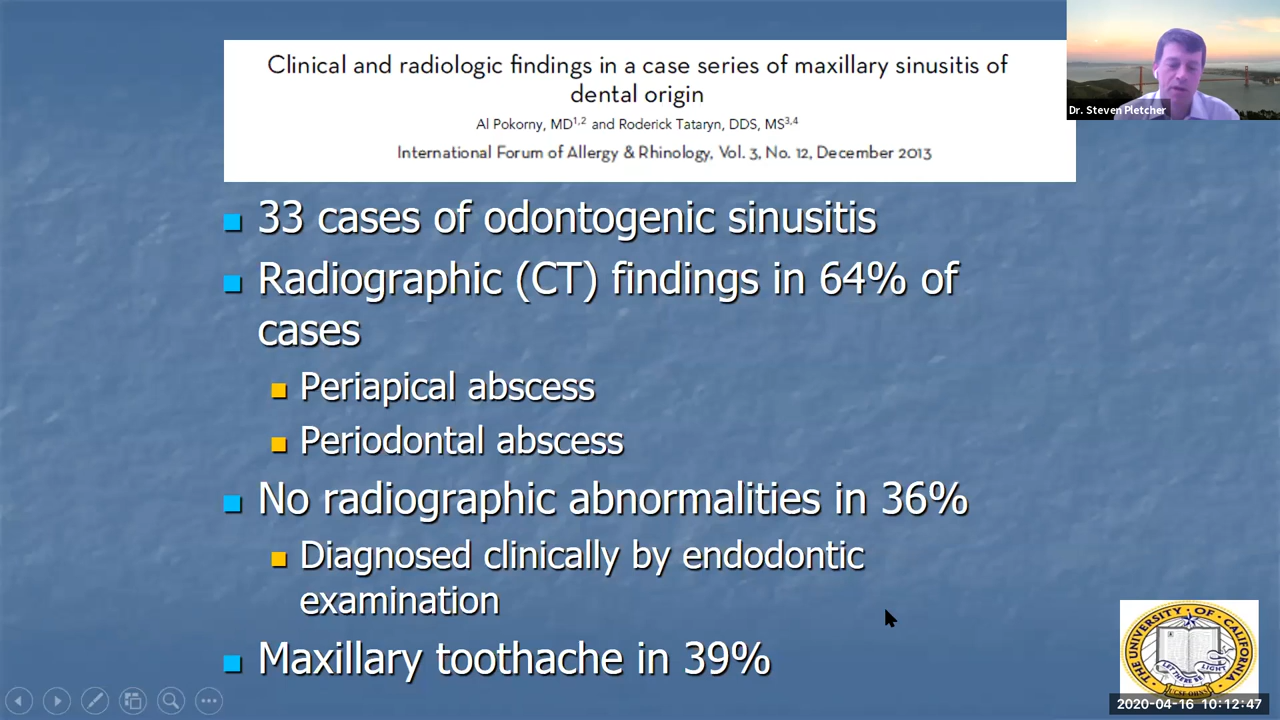 Clinical and radiologic findings in a case series of maxillary sinusitis of
dental origin
Al Pokorny, MD1,2 and Roderick Tataryn, DDS, MS3,4
International Forum of Allergy & Rhinology, Vol. 3, No. 12, December 2013
Dr. Steven Pletcher
33 cases of odontogenic sinusitis
Radiographic (CT) findings in 64% of
cases
Periapical abscess
Periodontal abscess
No radiographic abnormalities in 36%
Diagnosed clinically by endodontic
examination
Maxillary toothache in 39%
THE UNIVERSITY OF CALIFORNIA
LET THERE BE LIGHT
UCSF OHNS
2020-04-16 10:12:47